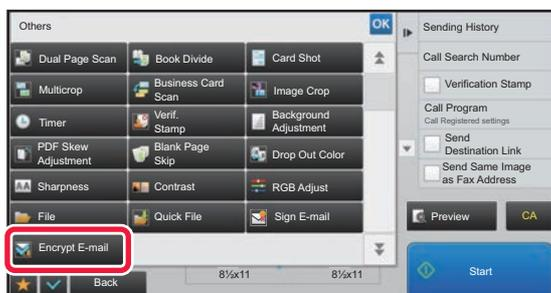 Others
OK
Dual Page Scan
Book Divide
Card Shot
Multicrop
Business Card
Scan
Image Crop
Timer
Verif.
Stamp
Background
Adjustment
PDF Skew
Adjustment
Blank Page
Skip
Drop Out Color
AA Sharpness
Contrast
RGB Adjust
File
Quick File
Sign E-mail
Encrypt E-mail
Back
8½x11
8½x11
Sending History
Call Search Number
Verification Stamp
Call Program
Call Registered settings
Send
Destination Link
Send Same Image
as Fax Address
Preview
CA
Start